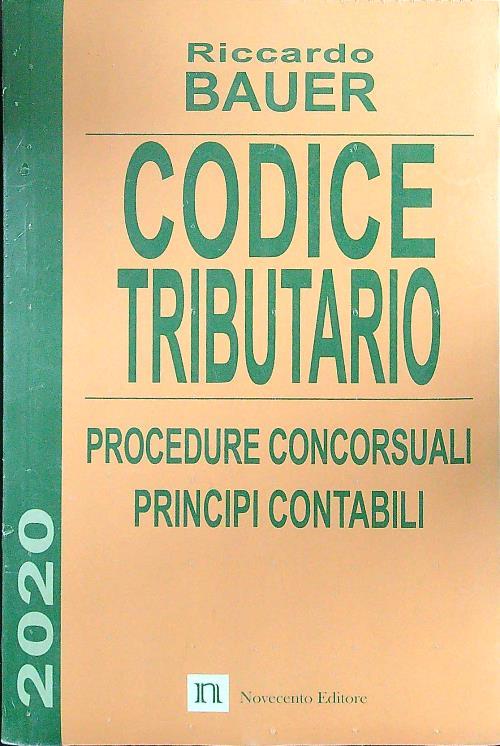 Riccardo
BAUER
CODICE
TRIBUTARIO
PROCEDURE CONCORSUALI
PRINCIPI CONTABILI
2020
n Novecento Editore